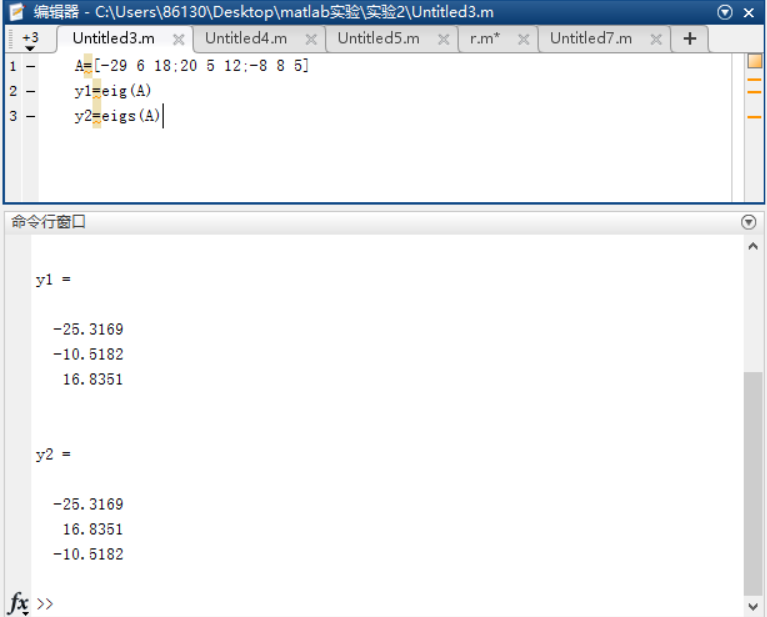 编辑器 - C:\Users\86130\Desktop\matlab实验\实验2\Untitled3.m
+3 Untitled3.m Untitled4.m Untitled5.m r.m* Untitled7.m +
1 - A=[-29 6 18;20 5 12;-8 8 5]
2 - y1=eig(A)
3 - y2=eigs(A)
命令行窗口
y1 =
-25.3169
-10.5182
16.8351
y2 =
-25.3169
16.8351
-10.5182
fx >>